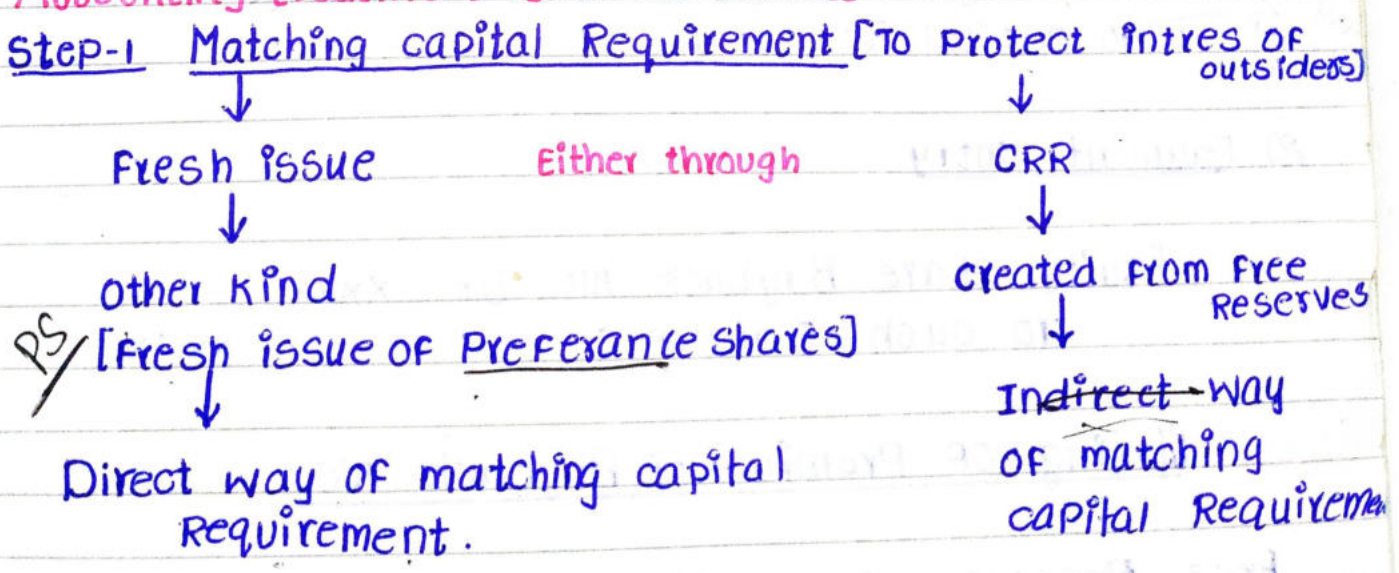 Step-1 Matching capital Requirement [To Protect intres of
outsiders]
Fresh issue Either through CRR
other kind created from free
Reserves
PS [Fresh issue of Preferance shares]
Indirect way
Direct way of matching capital of matching
Requirement. capital Requireme